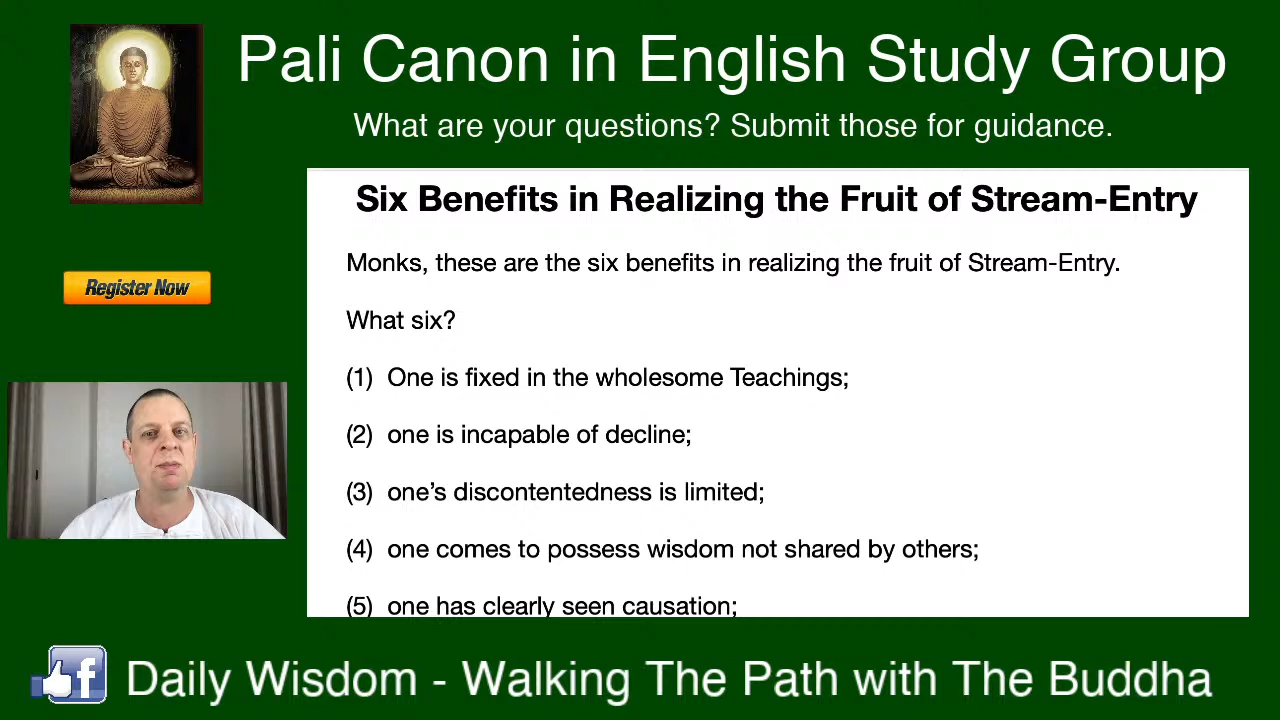 Pali Canon in English Study Group
What are your questions? Submit those for guidance.
Six Benefits in Realizing the Fruit of Stream-Entry
Monks, these are the six benefits in realizing the fruit of Stream-Entry.
What six?
(1) One is fixed in the wholesome Teachings;
(2) one is incapable of decline;
(3) one’s discontentedness is limited;
(4) one comes to possess wisdom not shared by others;
(5) one has clearly seen causation;
Register Now
f
Daily Wisdom - Walking The Path with The Buddha